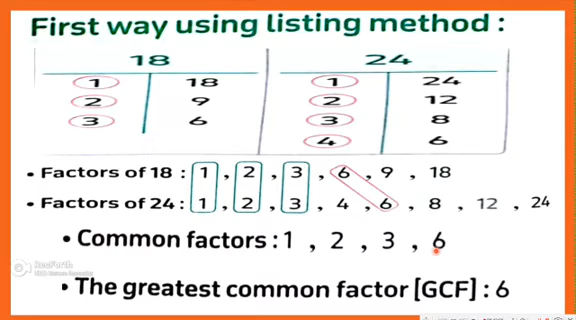 First way using listing method :
18 24
1 18 1 24
2 9 2 12
3 6 3 8
4 6
• Factors of 18 : 1 , 2 , 3 , 6 , 9 , 18
• Factors of 24 : 1 , 2 , 3 , 4 , 6 , 8 , 12 , 24
• Common factors : 1 , 2 , 3 , 6
• The greatest common factor [GCF] : 6